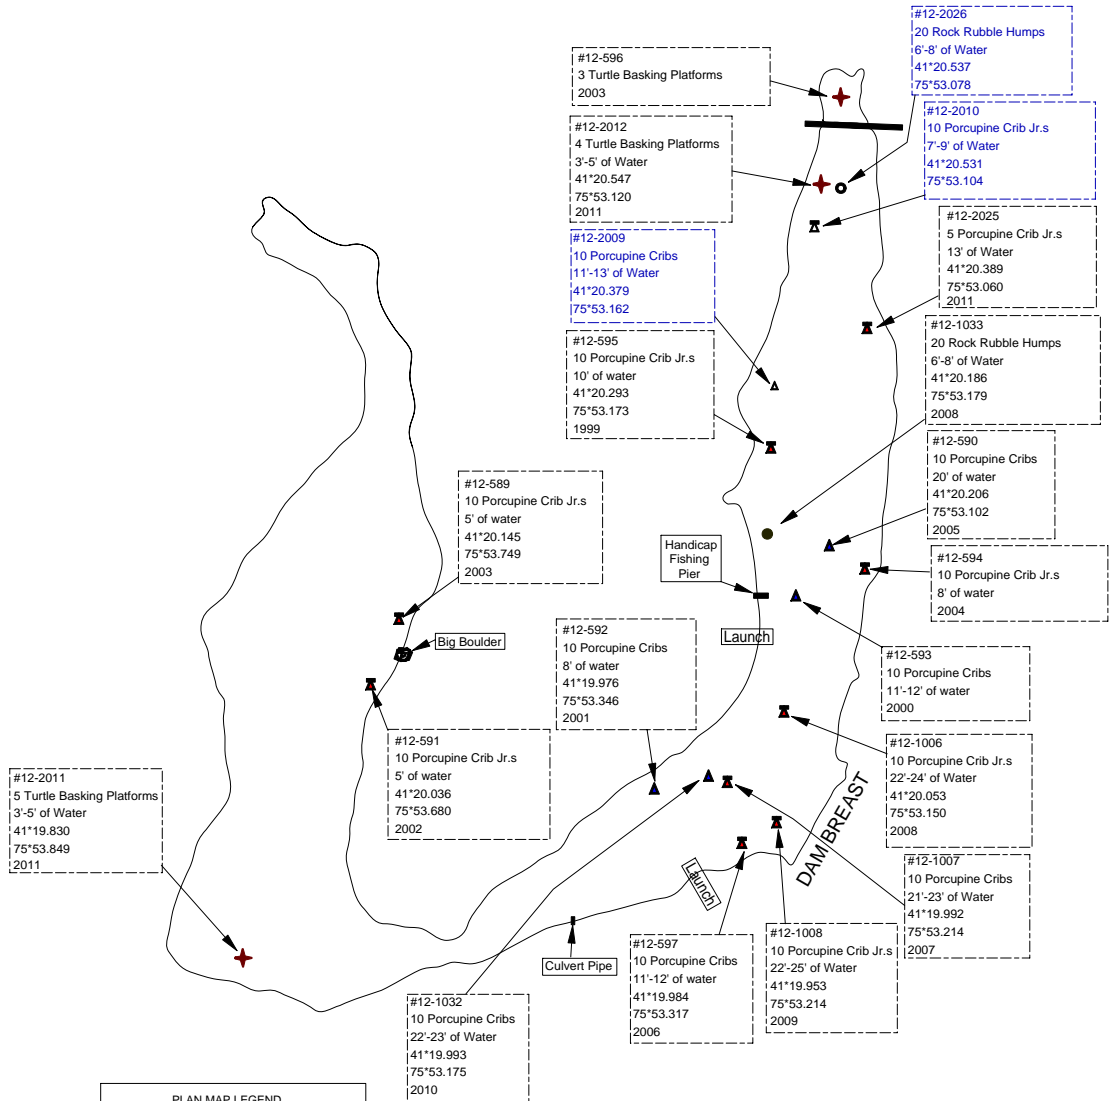 #12-2026
20 Rock Rubble Humps
6'-8' of Water
41*20.537
75*53.078
#12-596
3 Turtle Basking Platforms
2003
#12-2010
10 Porcupine Crib Jr.s
7'-9' of Water
41*20.531
75*53.104
#12-2012
4 Turtle Basking Platforms
3'-5' of Water
41*20.547
75*53.120
2011
#12-2025
5 Porcupine Crib Jr.s
13' of Water
41*20.389
75*53.060
2011
#12-2009
10 Porcupine Cribs
11'-13' of Water
41*20.379
75*53.162
#12-1033
20 Rock Rubble Humps
6'-8' of Water
41*20.186
75*53.179
2008
#12-595
10 Porcupine Crib Jr.s
10' of water
41*20.293
75*53.173
1999
#12-590
10 Porcupine Cribs
20' of water
41*20.206
75*53.102
2005
#12-589
10 Porcupine Crib Jr.s
5' of water
41*20.145
75*53.749
2003
Handicap
Fishing
Pier
#12-594
10 Porcupine Crib Jr.s
8' of water
2004
Launch
Big Boulder
#12-592
10 Porcupine Cribs
8' of water
41*19.976
75*53.346
2001
#12-593
10 Porcupine Cribs
11'-12' of water
2000
#12-591
10 Porcupine Crib Jr.s
5' of water
41*20.036
75*53.680
2002
#12-1006
10 Porcupine Crib Jr.s
22'-24' of Water
41*20.053
75*53.150
2008
#12-2011
5 Turtle Basking Platforms
3'-5' of Water
41*19.830
75*53.849
2011
DAM BREAST
Launch
#12-1007
10 Porcupine Cribs
21'-23' of Water
41*19.992
75*53.214
2007
#12-1008
10 Porcupine Crib Jr.s
22'-25' of Water
41*19.953
75*53.214
2009
#12-597
10 Porcupine Cribs
11'-12' of water
41*19.984
75*53.317
2006
Culvert Pipe
#12-1032
10 Porcupine Cribs
22'-23' of Water
41*19.993
75*53.175
2010
PLAN MAP LEGEND